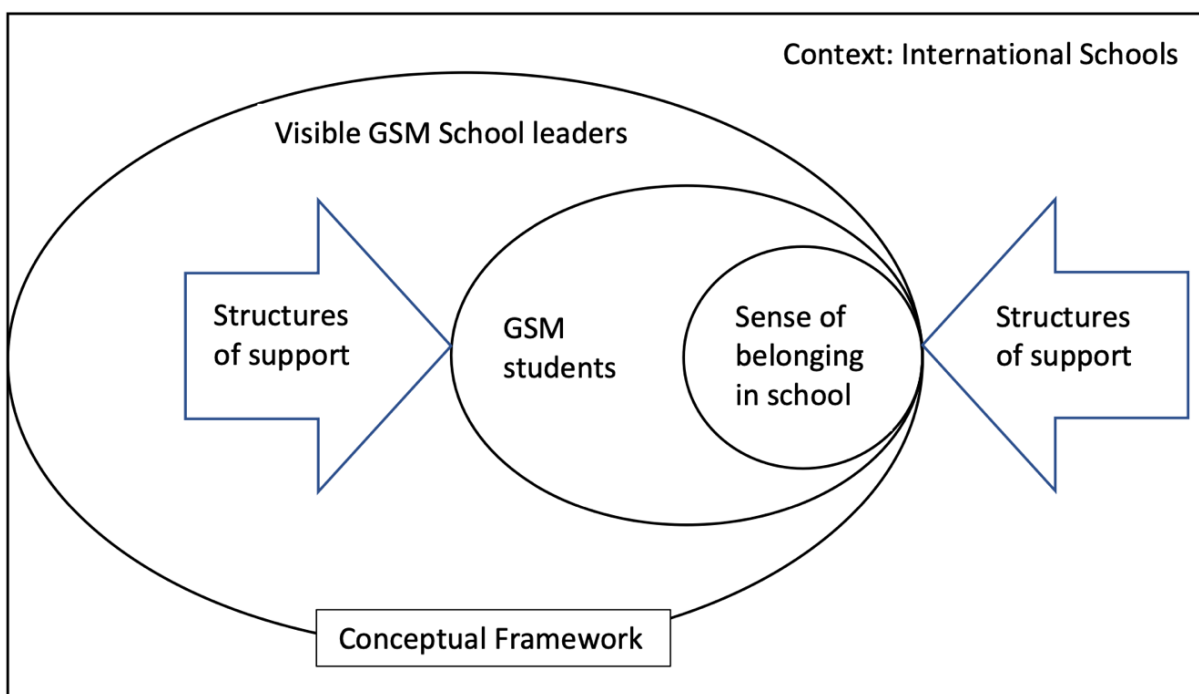 Context: International Schools
Visible GSM School leaders
Structures
of support
GSM
students
Sense of
belonging
in school
Structures
of support
Conceptual Framework